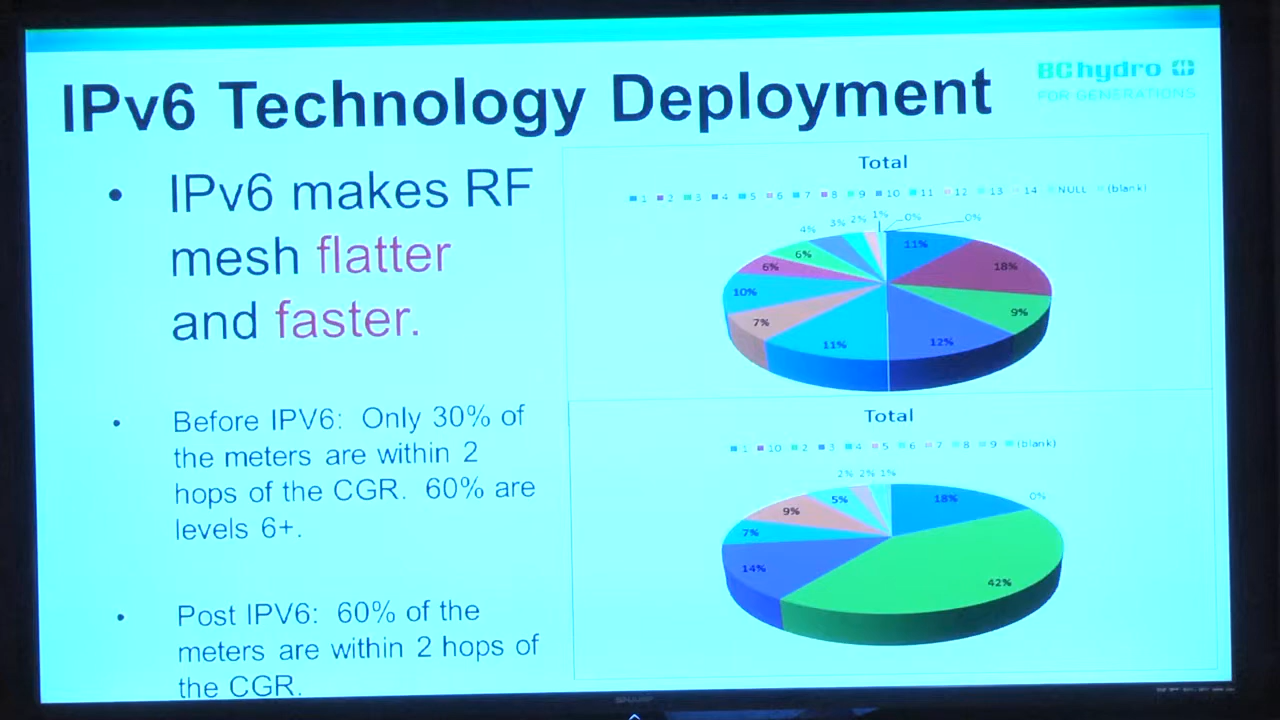 IPv6 Technology Deployment
BChydro
FOR GENERATIONS
• IPv6 makes RF
mesh flatter
and faster.
• Before IPV6: Only 30% of
the meters are within 2
hops of the CGR. 60% are
levels 6+.
• Post IPV6: 60% of the
meters are within 2 hops of
the CGR.
Total
1 2 3 4 5 6 7 8 9 10 11 12 13 14 NULL (blank)
4% 3% 2% 1% 0% 0%
6% 11%
6% 18%
10%
7% 9%
11% 12%
Total
1 10 2 3 4 5 6 7 8 9 (blank)
2% 2% 1%
5% 18% 0%
9%
7%
14%
42%
SHARP